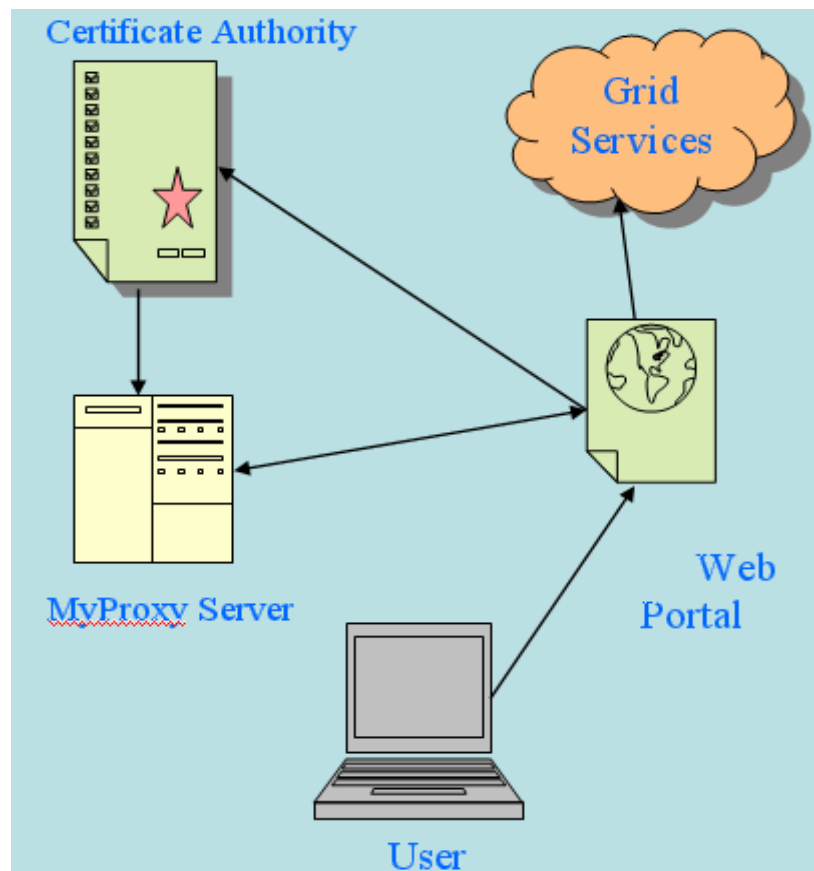 Certificate Authority
Grid
Services
MyProxy Server
Web
Portal
User